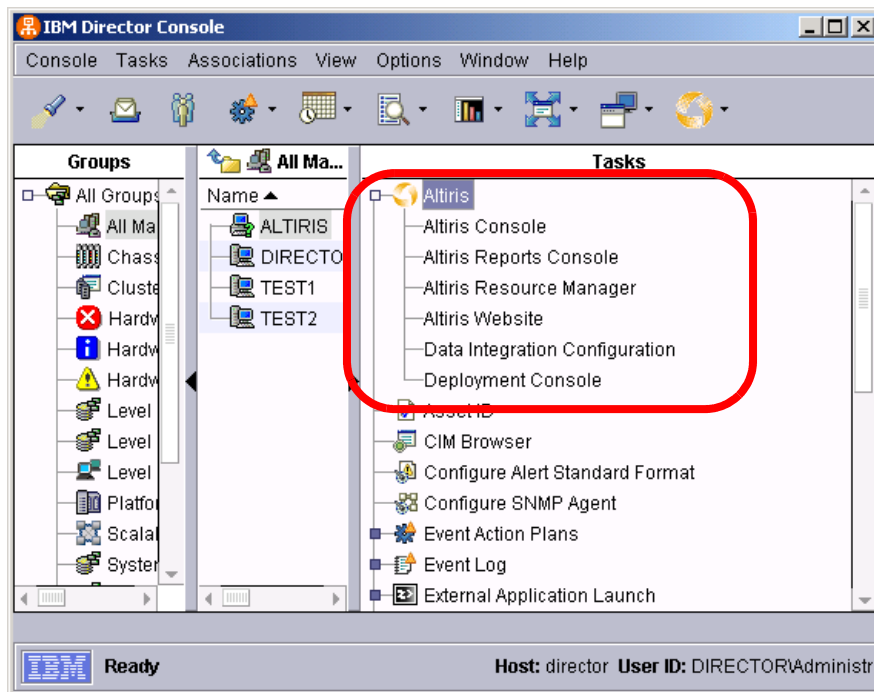 IBM Director Console
Console Tasks Associations View Options Window Help
Groups
All Groups
All Ma
Chass
Cluste
Hardw
Hardw
Hardw
Level
Level
Level
Platfor
Scalal
System
All Ma...
Name
ALTIRIS
DIRECTO
TEST1
TEST2
Tasks
Altiris
Altiris Console
Altiris Reports Console
Altiris Resource Manager
Altiris Website
Data Integration Configuration
Deployment Console
Asset ID
CIM Browser
Configure Alert Standard Format
Configure SNMP Agent
Event Action Plans
Event Log
External Application Launch
IBM Ready
Host: director User ID: DIRECTOR\Administr